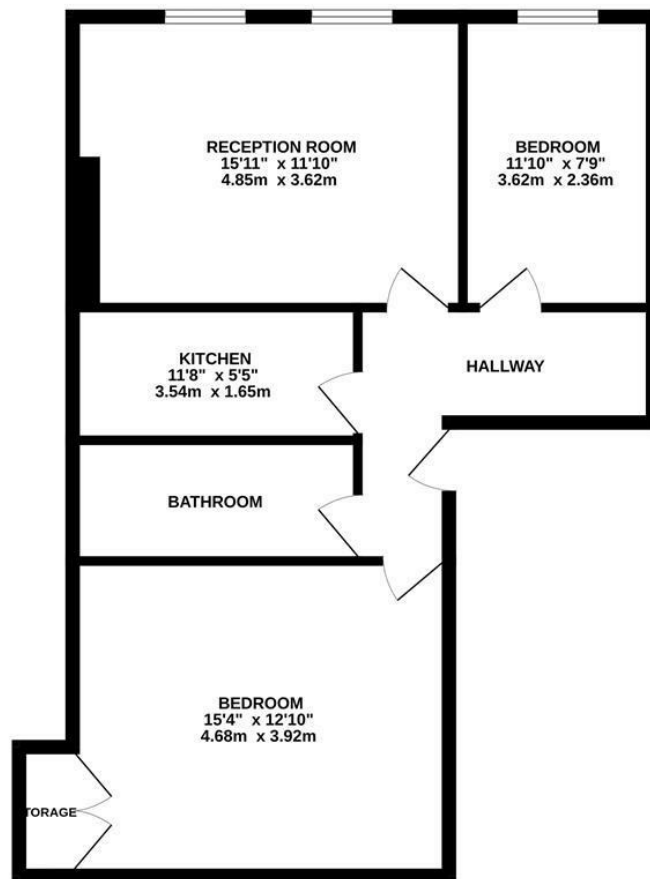 RECEPTION ROOM
15'11" x 11'10"
4.85m x 3.62m
BEDROOM
11'10" x 7'9"
3.62m x 2.36m
KITCHEN
11'8" x 5'5"
3.54m x 1.65m
HALLWAY
BATHROOM
BEDROOM
15'4" x 12'10"
4.68m x 3.92m
TORAGE